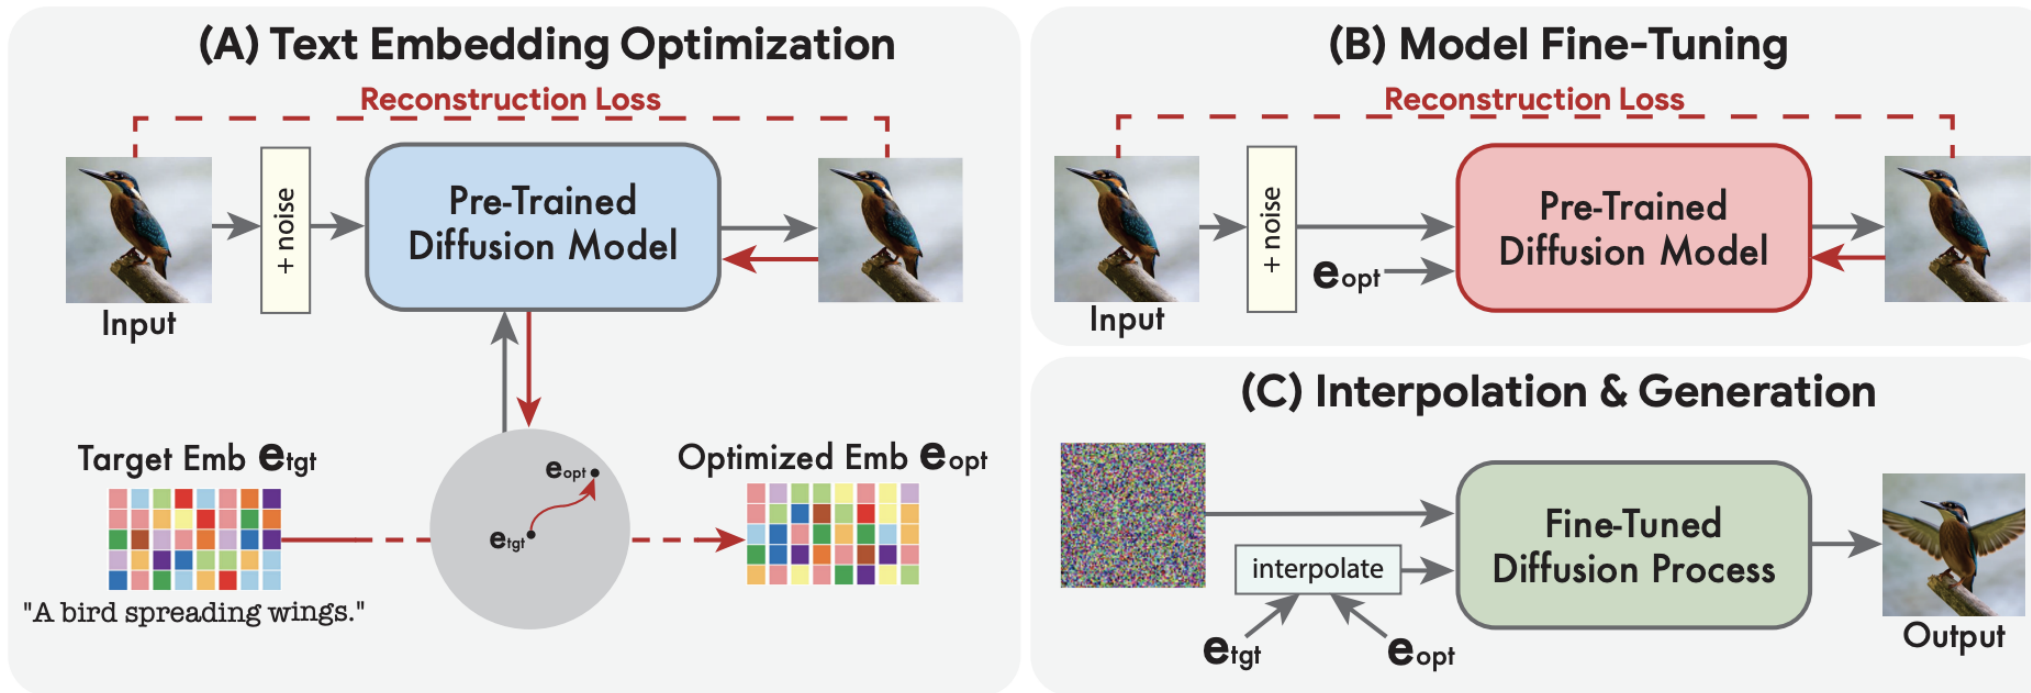 (A) Text Embedding Optimization
Reconstruction Loss
+ noise
Pre-Trained
Diffusion Model
Input
Target Emb etgt
"A bird spreading wings."
eopt
etgt
Optimized Emb eopt
(B) Model Fine-Tuning
Reconstruction Loss
+ noise
eopt
Pre-Trained
Diffusion Model
Input
(C) Interpolation & Generation
interpolate
etgt
eopt
Fine-Tuned
Diffusion Process
Output